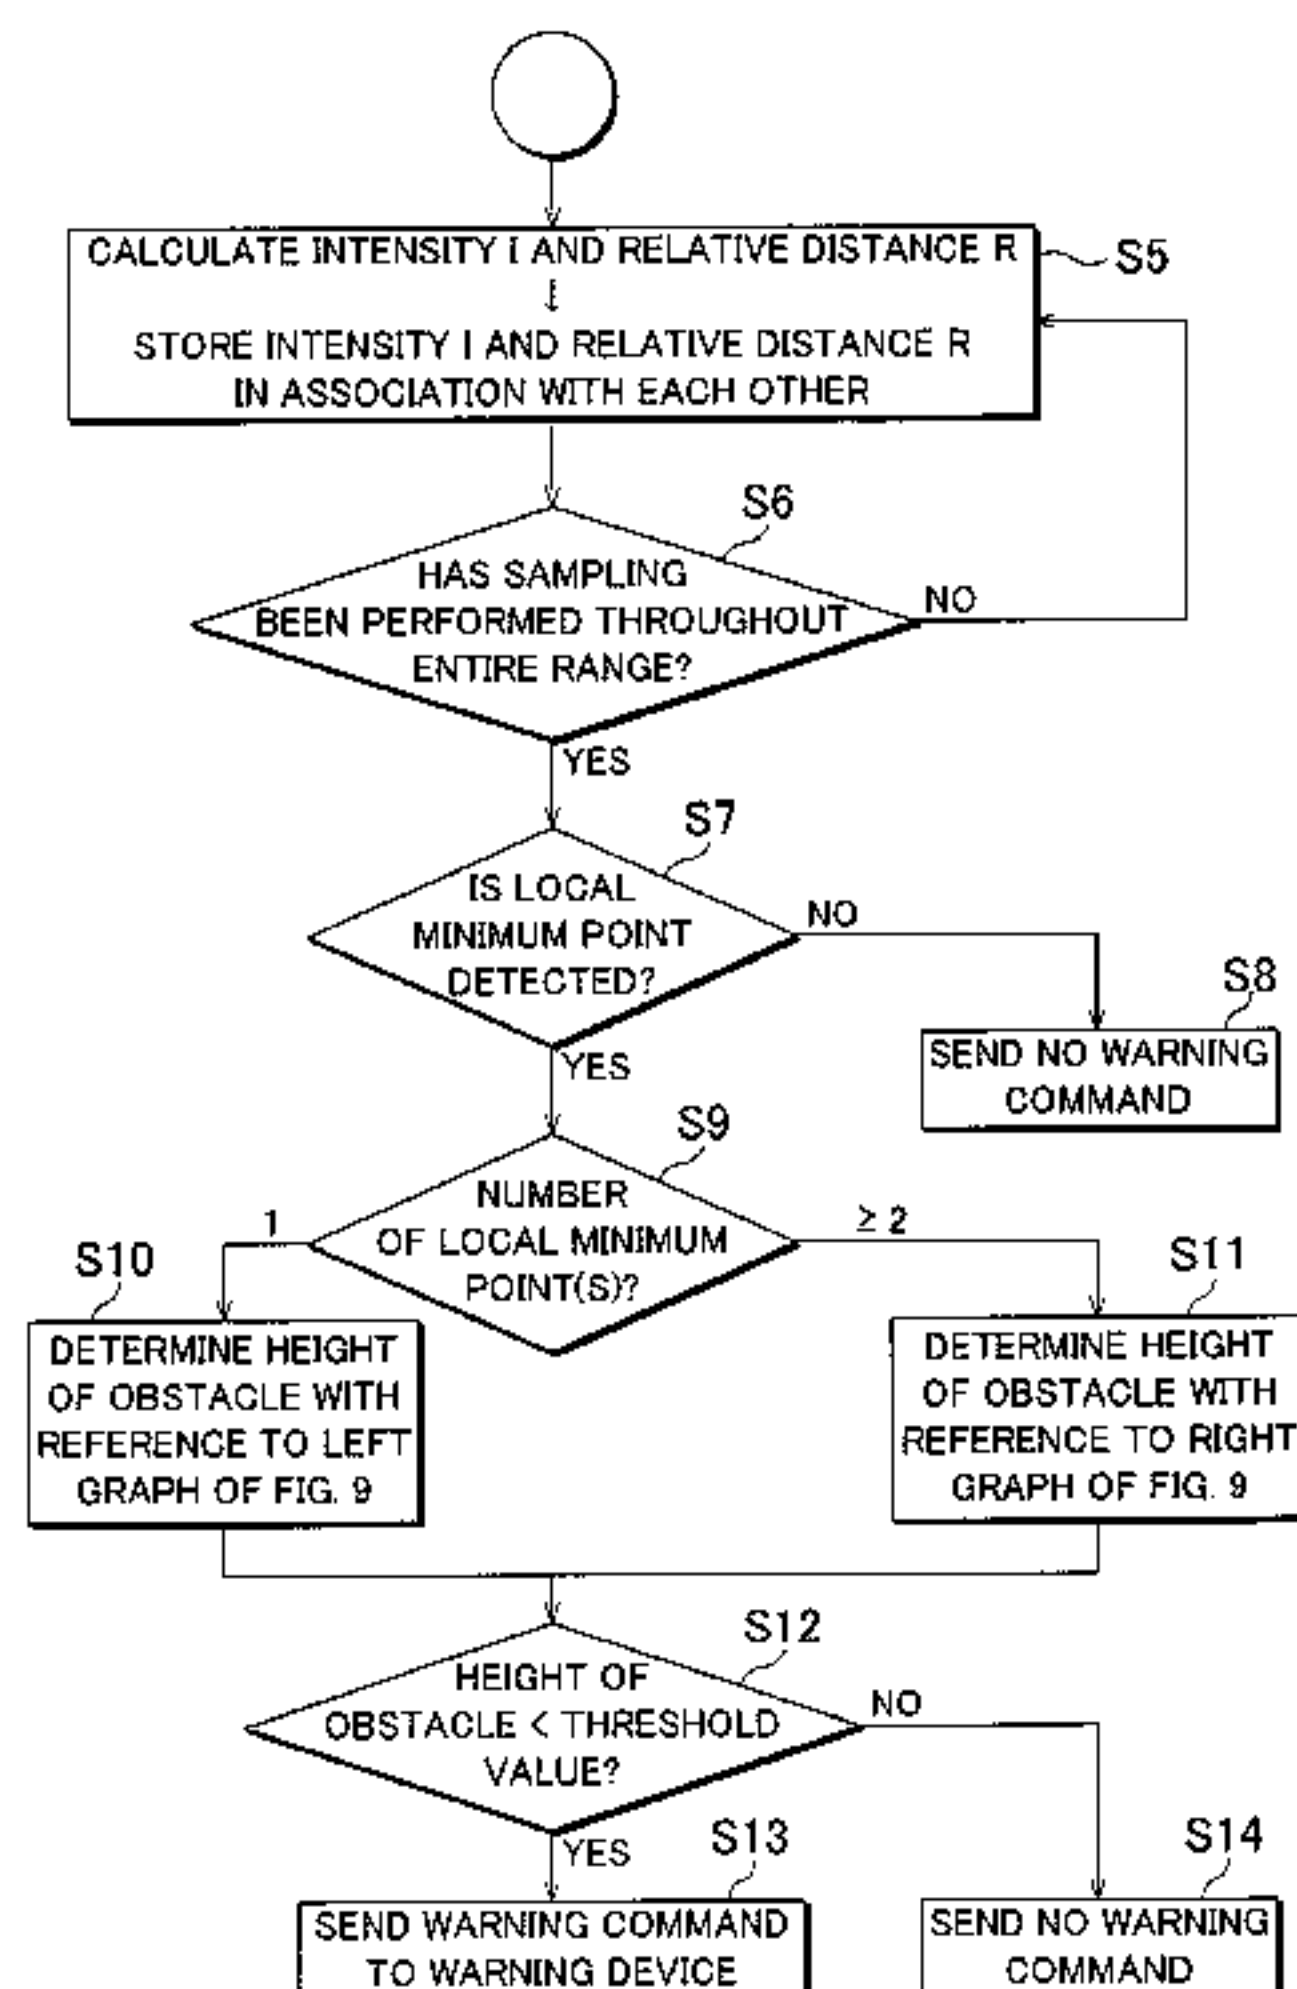 CALCULATE INTENSITY I AND RELATIVE DISTANCE R
S5
STORE INTENSITY I AND RELATIVE DISTANCE R
IN ASSOCIATION WITH EACH OTHER
S6
HAS SAMPLING
BEEN PERFORMED THROUGHOUT
ENTIRE RANGE?
NO
YES
S7
IS LOCAL
MINIMUM POINT
DETECTED?
NO
YES
S8
SEND NO WARNING
COMMAND
S9
NUMBER
OF LOCAL MINIMUM
POINT(S)?
1
≥ 2
S10
DETERMINE HEIGHT
OF OBSTACLE WITH
REFERENCE TO LEFT
GRAPH OF FIG. 9
S11
DETERMINE HEIGHT
OF OBSTACLE WITH
REFERENCE TO RIGHT
GRAPH OF FIG. 9
S12
HEIGHT OF
OBSTACLE < THRESHOLD
VALUE?
NO
YES
S13
SEND WARNING COMMAND
TO WARNING DEVICE
S14
SEND NO WARNING
COMMAND